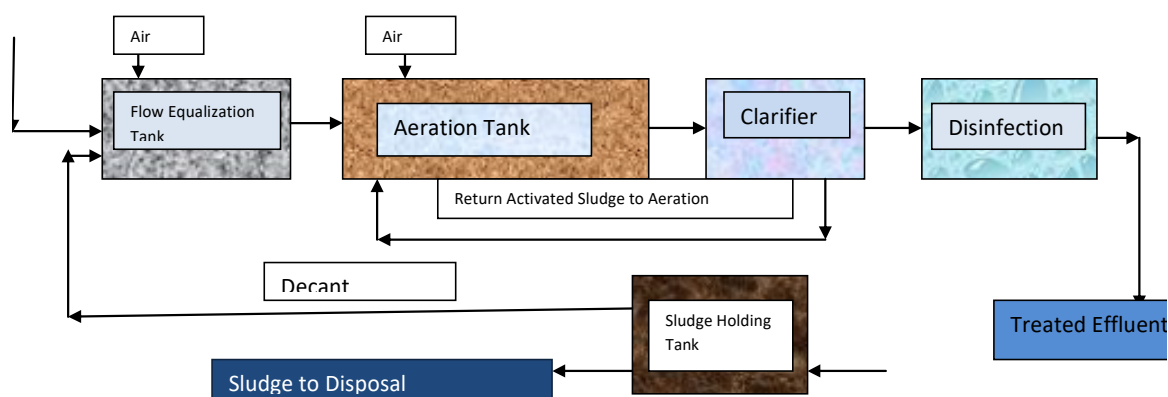 Air
Air
Flow Equalization
Tank
Aeration Tank
Clarifier
Disinfection
Return Activated Sludge to Aeration
Decant
Sludge Holding
Tank
Treated Effluent
Sludge to Disposal